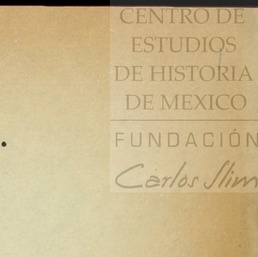 CENTRO DE
ESTUDIOS
DE HISTORIA
DE MEXICO
FUNDACIÓN
Carlos Slim